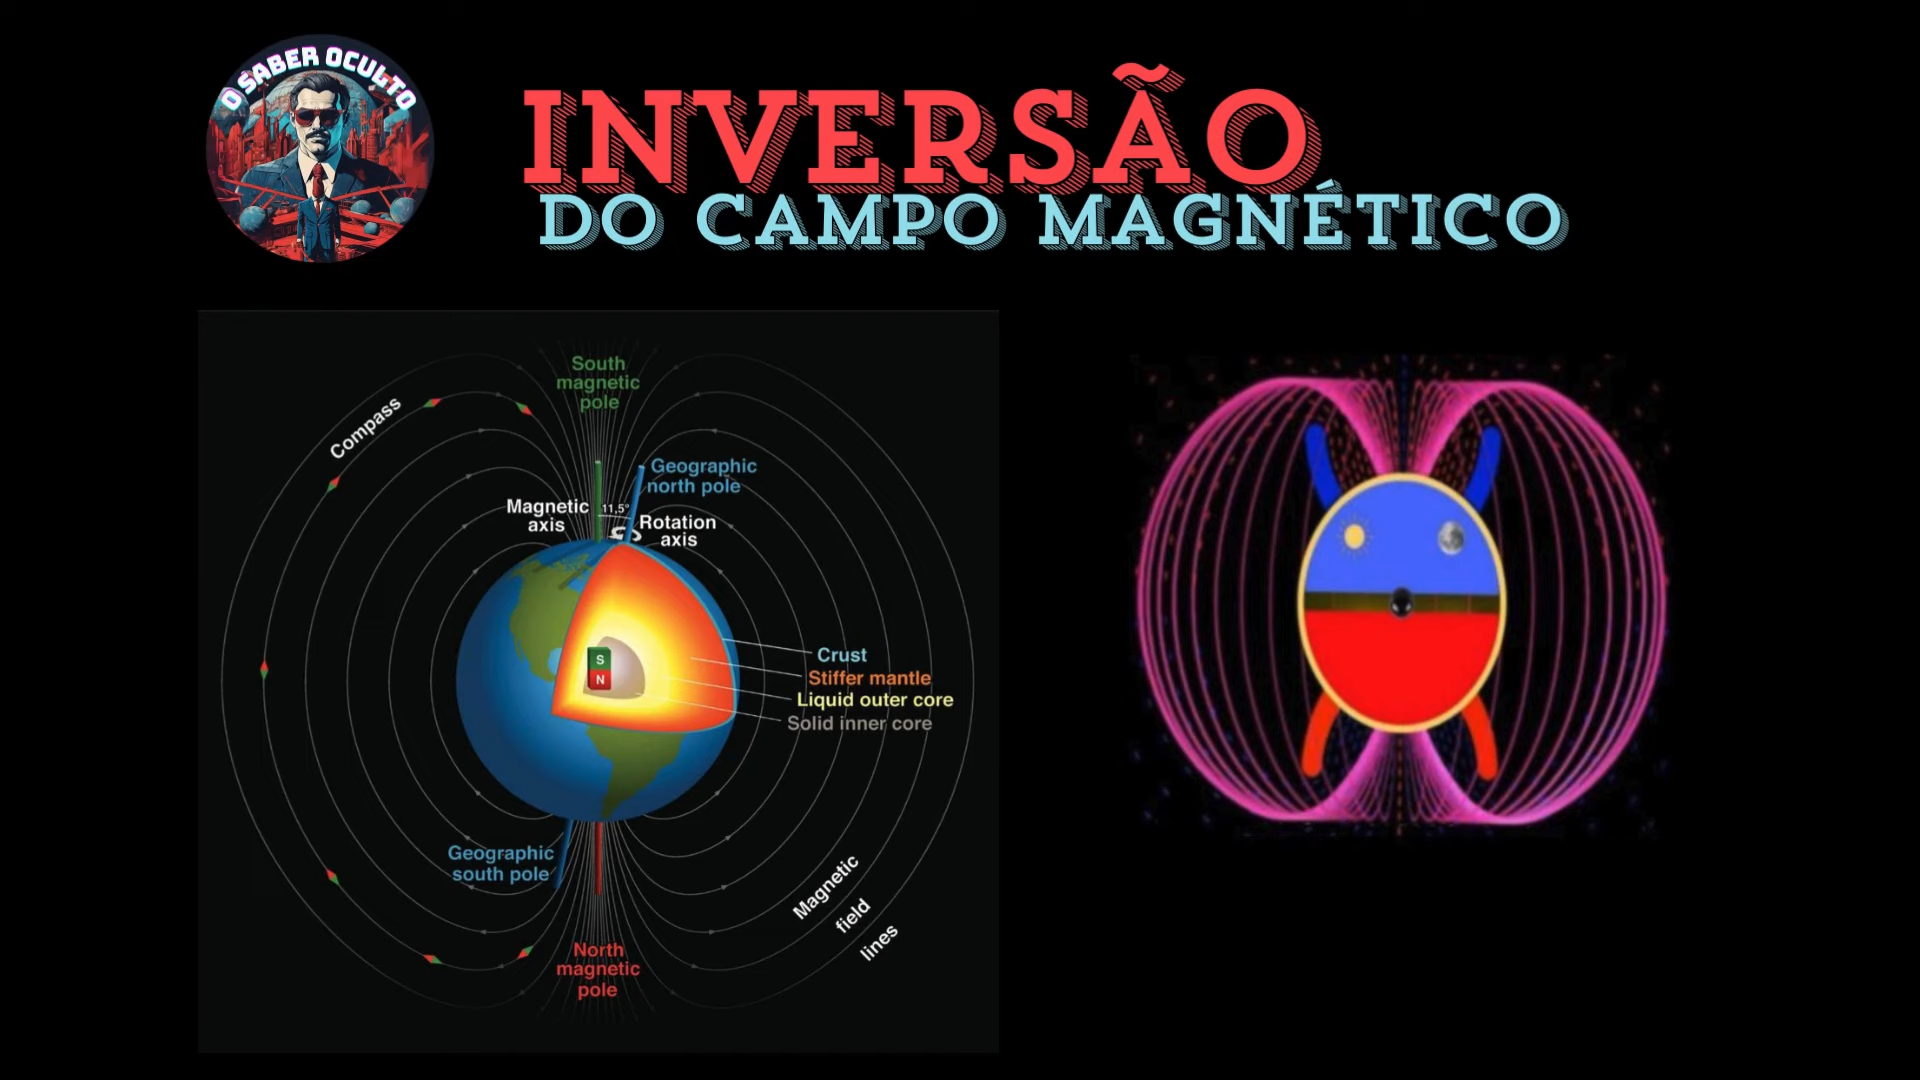 O SABER OCULTO
INVERSÃO
DO CAMPO MAGNÉTICO
South
magnetic
pole
Compass
Geographic
north pole
Magnetic
axis
11,5°
Rotation
axis
S
N
Crust
Stiffer mantle
Liquid outer core
Solid inner core
Geographic
south pole
Magnetic
field
lines
North
magnetic
pole